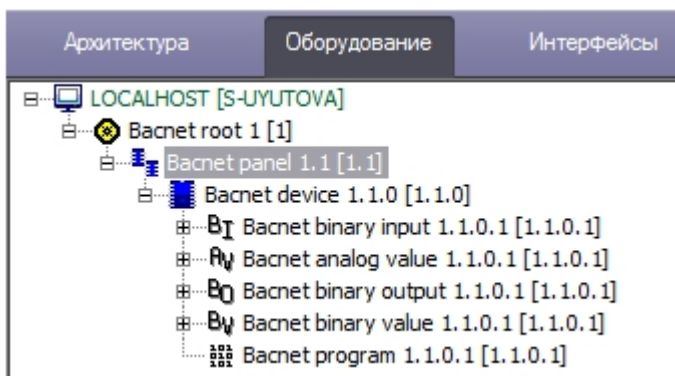 Архитектура Оборудование Интерфейсы
LOCALHOST [S-UYUTOVA]
Bacnet root 1 [1]
Bacnet panel 1.1 [1.1]
Bacnet device 1.1.0 [1.1.0]
BI Bacnet binary input 1.1.0.1 [1.1.0.1]
AV Bacnet analog value 1.1.0.1 [1.1.0.1]
BO Bacnet binary output 1.1.0.1 [1.1.0.1]
BV Bacnet binary value 1.1.0.1 [1.1.0.1]
Bacnet program 1.1.0.1 [1.1.0.1]